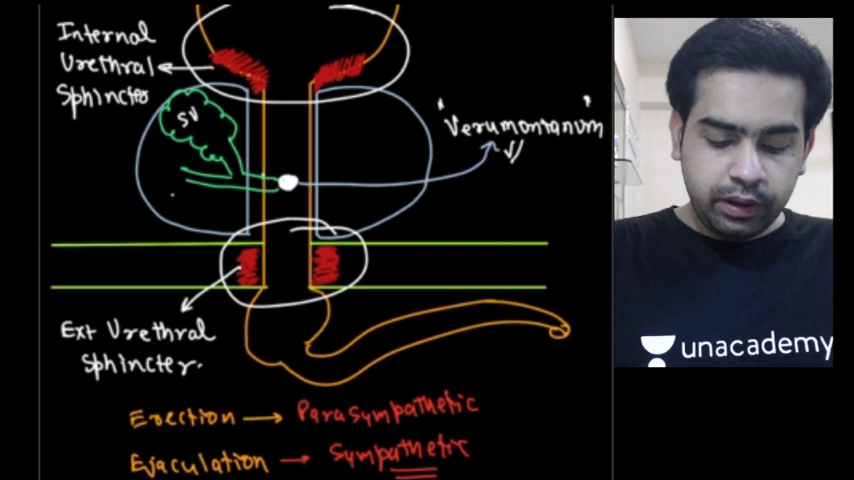 Internal
Urethral
Sphincter
SV
"Verumontanum"
Ext Urethral
Sphincter.
Erection → Parasympathetic
Ejaculation → Sympathetic
unacademy